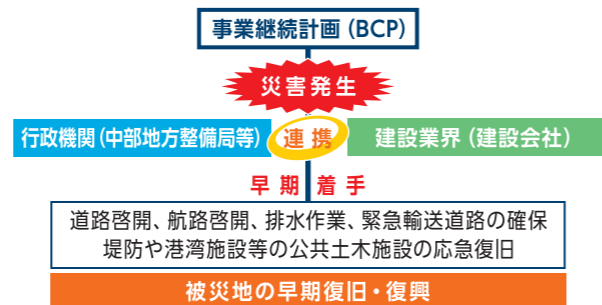 事業継続計画（BCP）
災害発生
行政機関（中部地方整備局等）
連携
建設業界（建設会社）
早期着手
道路啓開、航路啓開、排水作業、緊急輸送道路の確保
堤防や港湾施設等の公共土木施設の応急復旧
被災地の早期復旧・復興